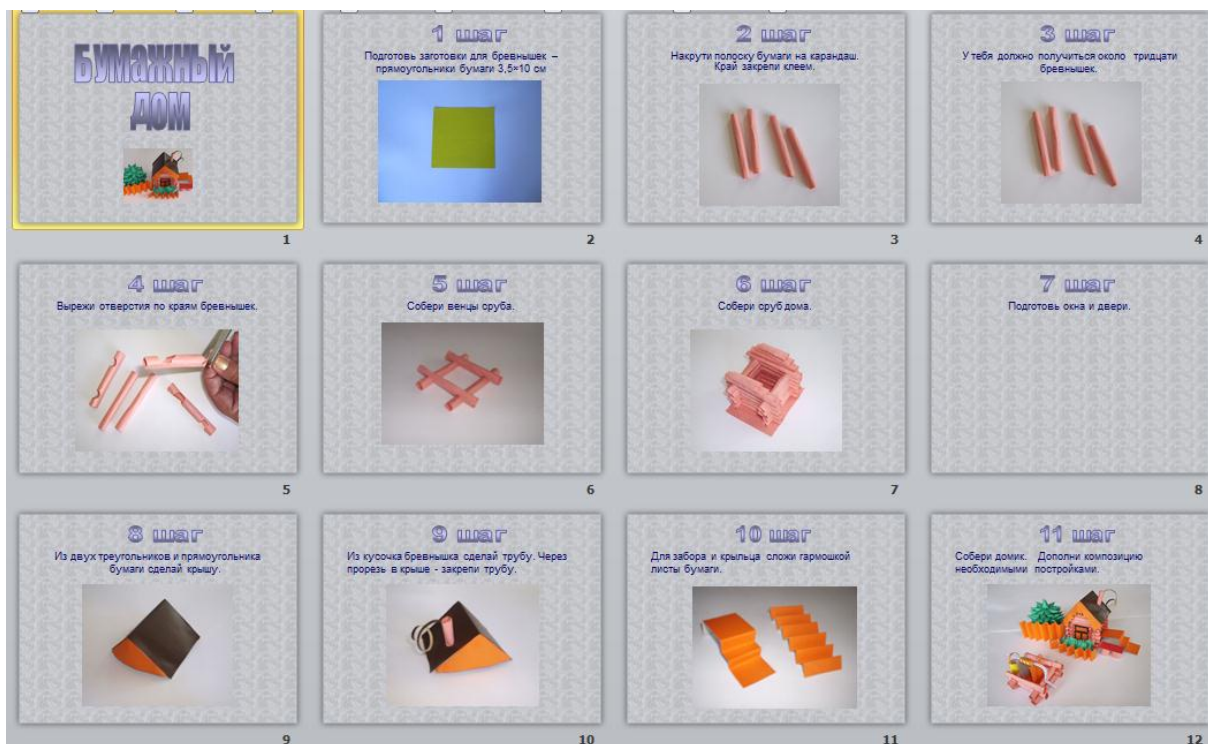 БУМАЖНЫЙ
ДОМ
1
1 шаг
Подготовь заготовки для бревнышек –
прямоугольники бумаги 3,5×10 см
2
2 шаг
Накрути полоску бумаги на карандаш.
Край закрепи клеем.
3
3 шаг
У тебя должно получиться около тридцати
бревнышек.
4
4 шаг
Вырежи отверстия по краям бревнышек.
5
5 шаг
Собери венцы сруба.
6
6 шаг
Собери сруб дома.
7
7 шаг
Подготовь окна и двери.
8
8 шаг
Из двух треугольников и прямоугольника
бумаги сделай крышу.
9
9 шаг
Из кусочка бревнышка сделай трубу. Через
прорезь в крыше - закрепи трубу.
10
10 шаг
Для забора и крыльца сложи гармошкой
листы бумаги.
11
11 шаг
Собери домик. Дополни композицию
необходимыми постройками.
12